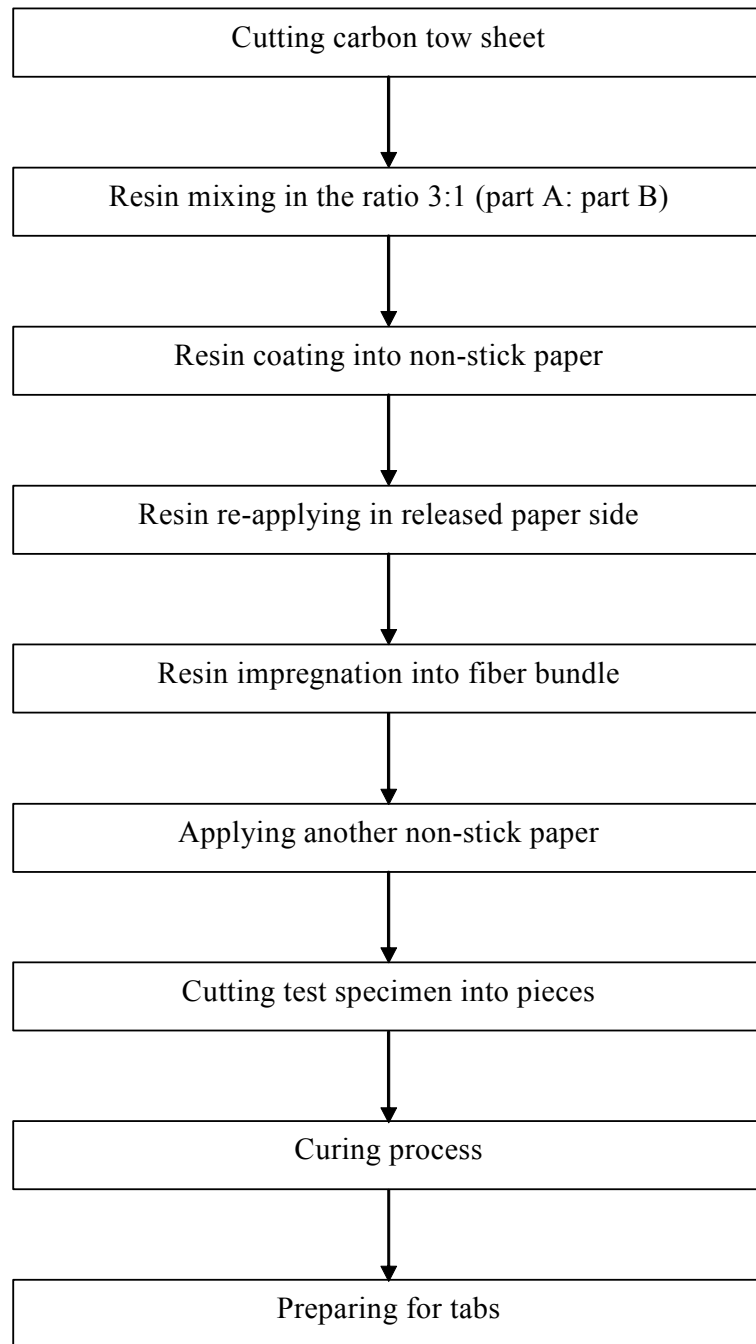 Cutting carbon tow sheet
Resin mixing in the ratio 3:1 (part A: part B)
Resin coating into non-stick paper
Resin re-applying in released paper side
Resin impregnation into fiber bundle
Applying another non-stick paper
Cutting test specimen into pieces
Curing process
Preparing for tabs